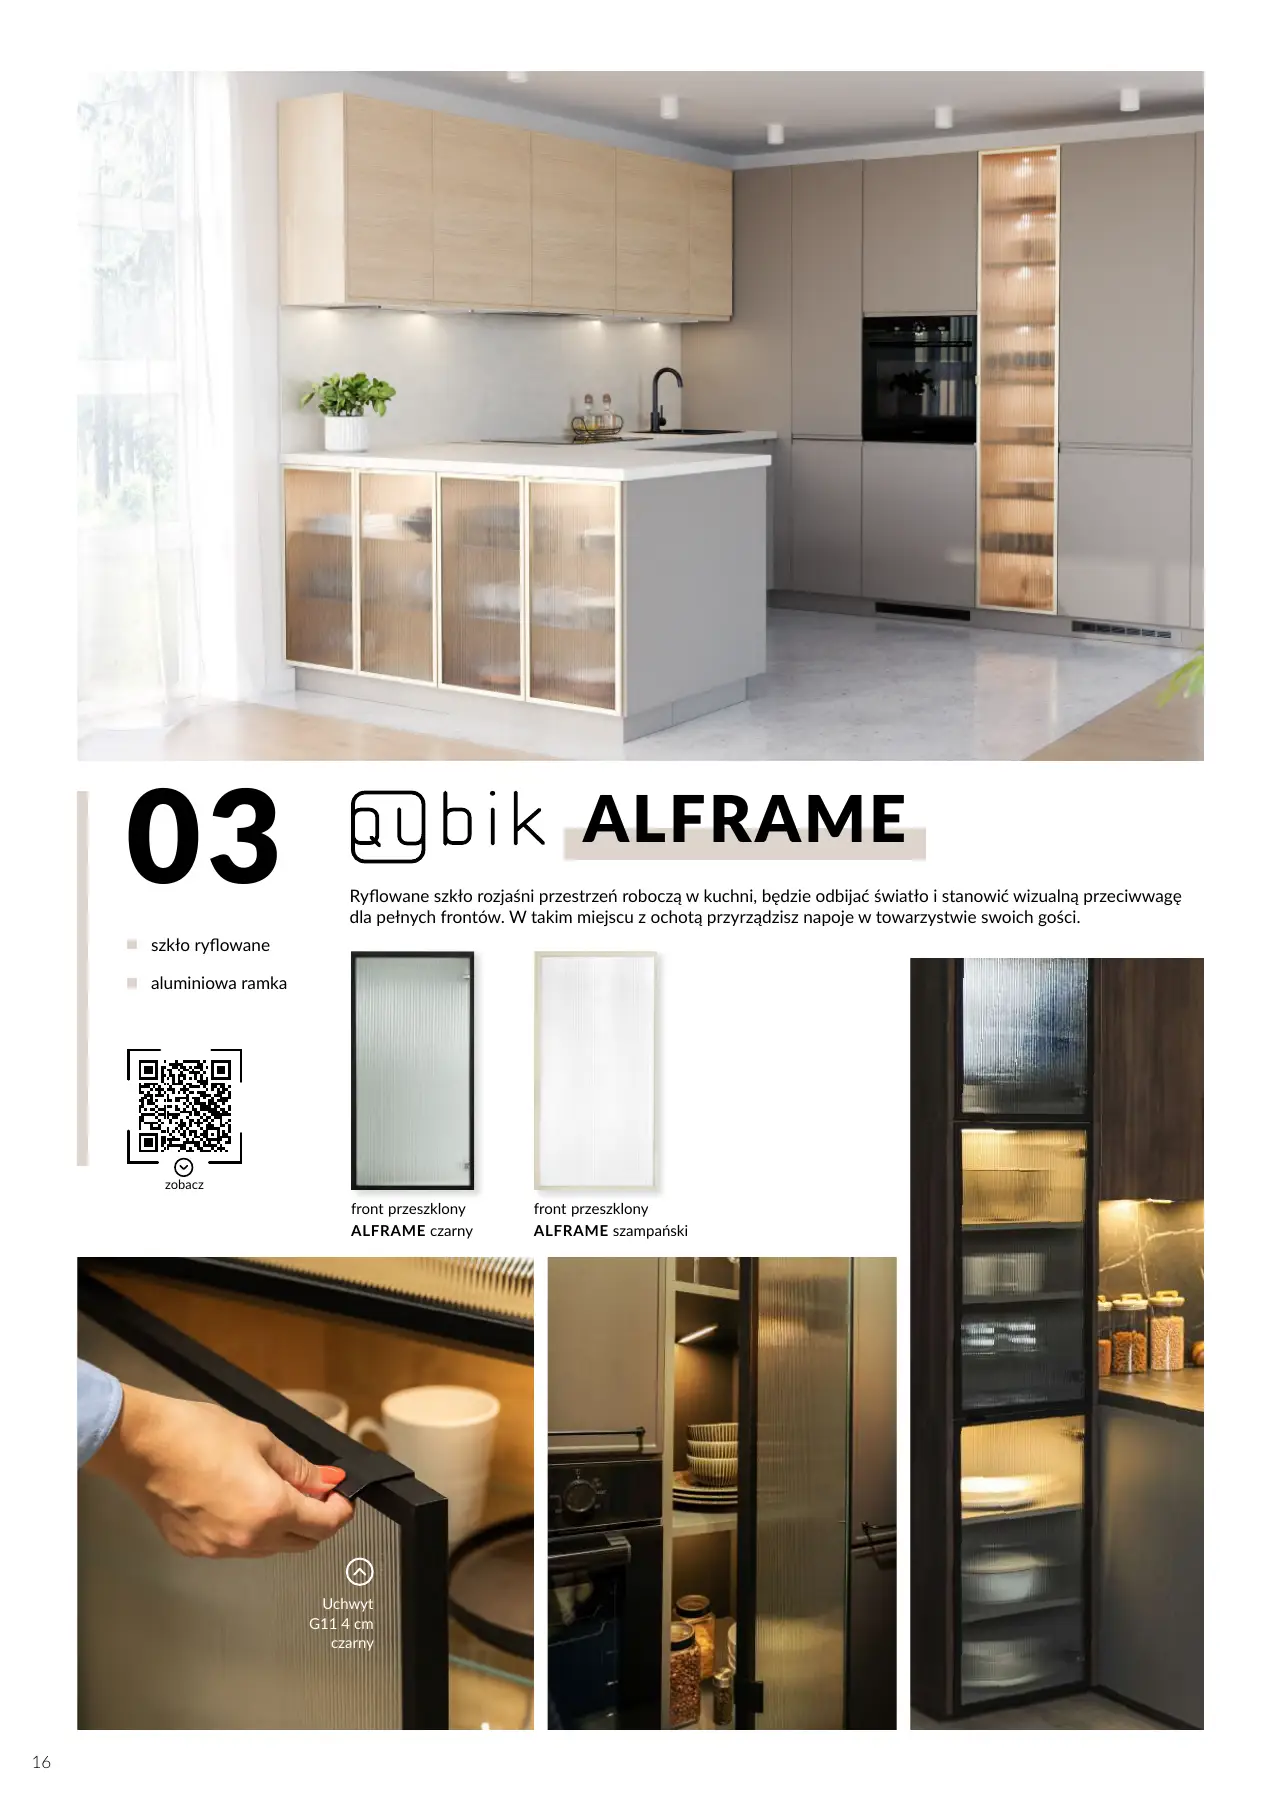 03
Qubik ALFRAME
Ryflowane szkło rozjaśni przestrzeń roboczą w kuchni, będzie odbijać światło i stanowić wizualną przeciwwagę
dla pełnych frontów. W takim miejscu z ochotą przyrządzisz napoje w towarzystwie swoich gości.
szkło ryflowane
aluminiowa ramka
zobacz
front przeszklony
ALFRAME czarny
front przeszklony
ALFRAME szampański
Uchwyt
G11 4 cm
czarny
16